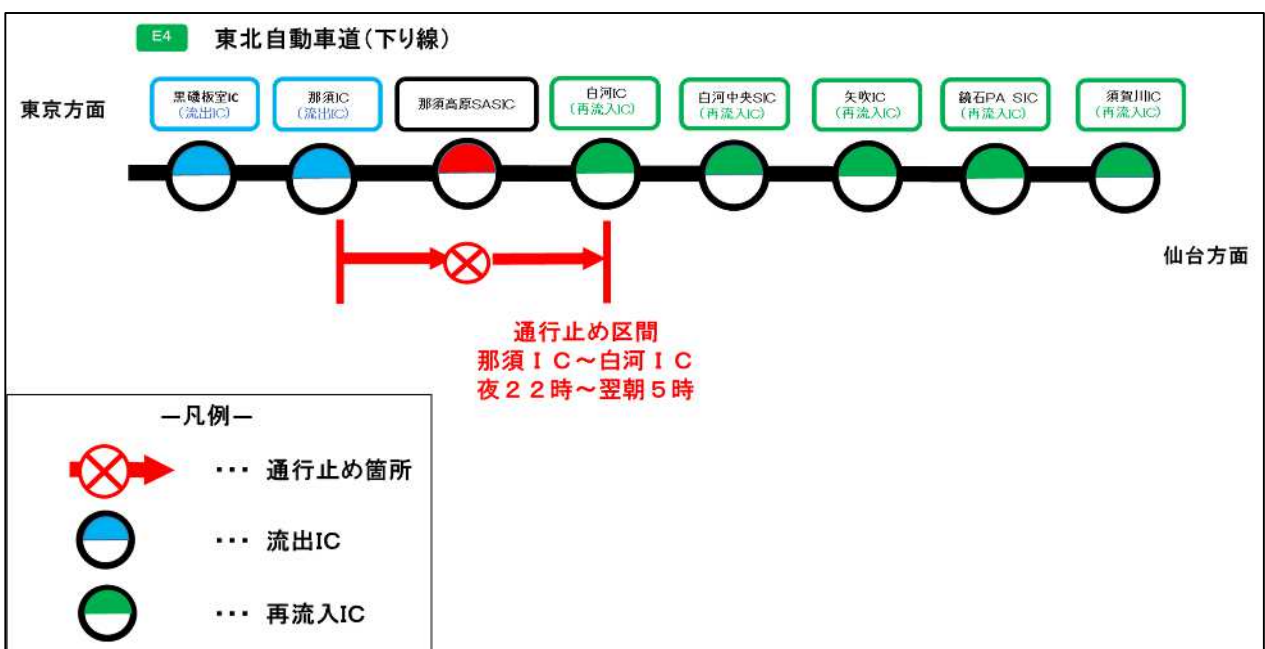 E4 東北自動車道(下り線)
東京方面
黒磯板室IC
(流出IC)
那須IC
(流出IC)
那須高原SASIC
白河IC
(再流入IC)
白河中央SIC
(再流入IC)
矢吹IC
(再流入IC)
鏡石PA SIC
(再流入IC)
須賀川IC
(再流入IC)
仙台方面
通行止め区間
那須IC~白河IC
夜22時~翌朝5時
―凡例―
・・・ 通行止め箇所
・・・ 流出IC
・・・ 再流入IC